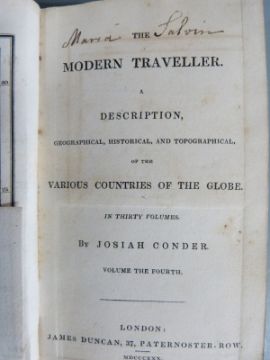 Maria Salvin
THE
MODERN TRAVELLER.
A
DESCRIPTION,
GEOGRAPHICAL, HISTORICAL, AND TOPOGRAPHICAL,
OF THE
VARIOUS COUNTRIES OF THE GLOBE.
IN THIRTY VOLUMES.
BY JOSIAH CONDER.
VOLUME THE FOURTH.
LONDON:
JAMES DUNCAN, 37, PATERNOSTER-ROW.
MDCCCXXX.